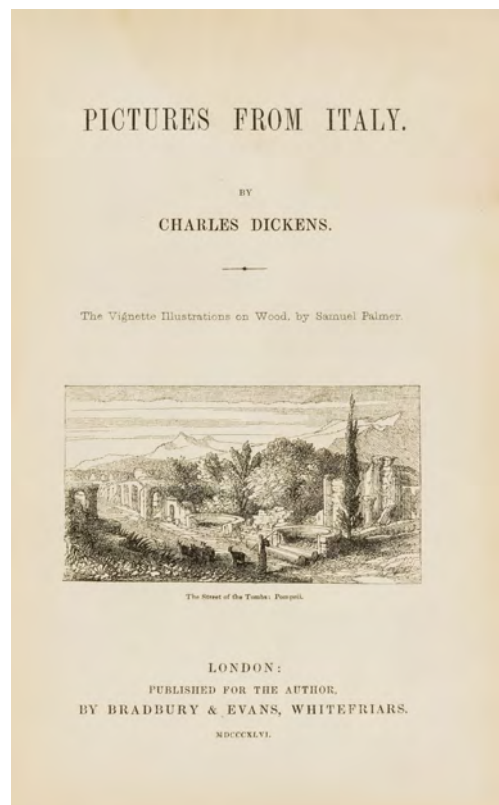 PICTURES FROM ITALY.
BY
CHARLES DICKENS.
The Vignette Illustrations on Wood, by Samuel Palmer.
The Street of the Tombs: Pompeii.
LONDON:
PUBLISHED FOR THE AUTHOR,
BY BRADBURY & EVANS, WHITEFRIARS.
MDCCCXLVI.